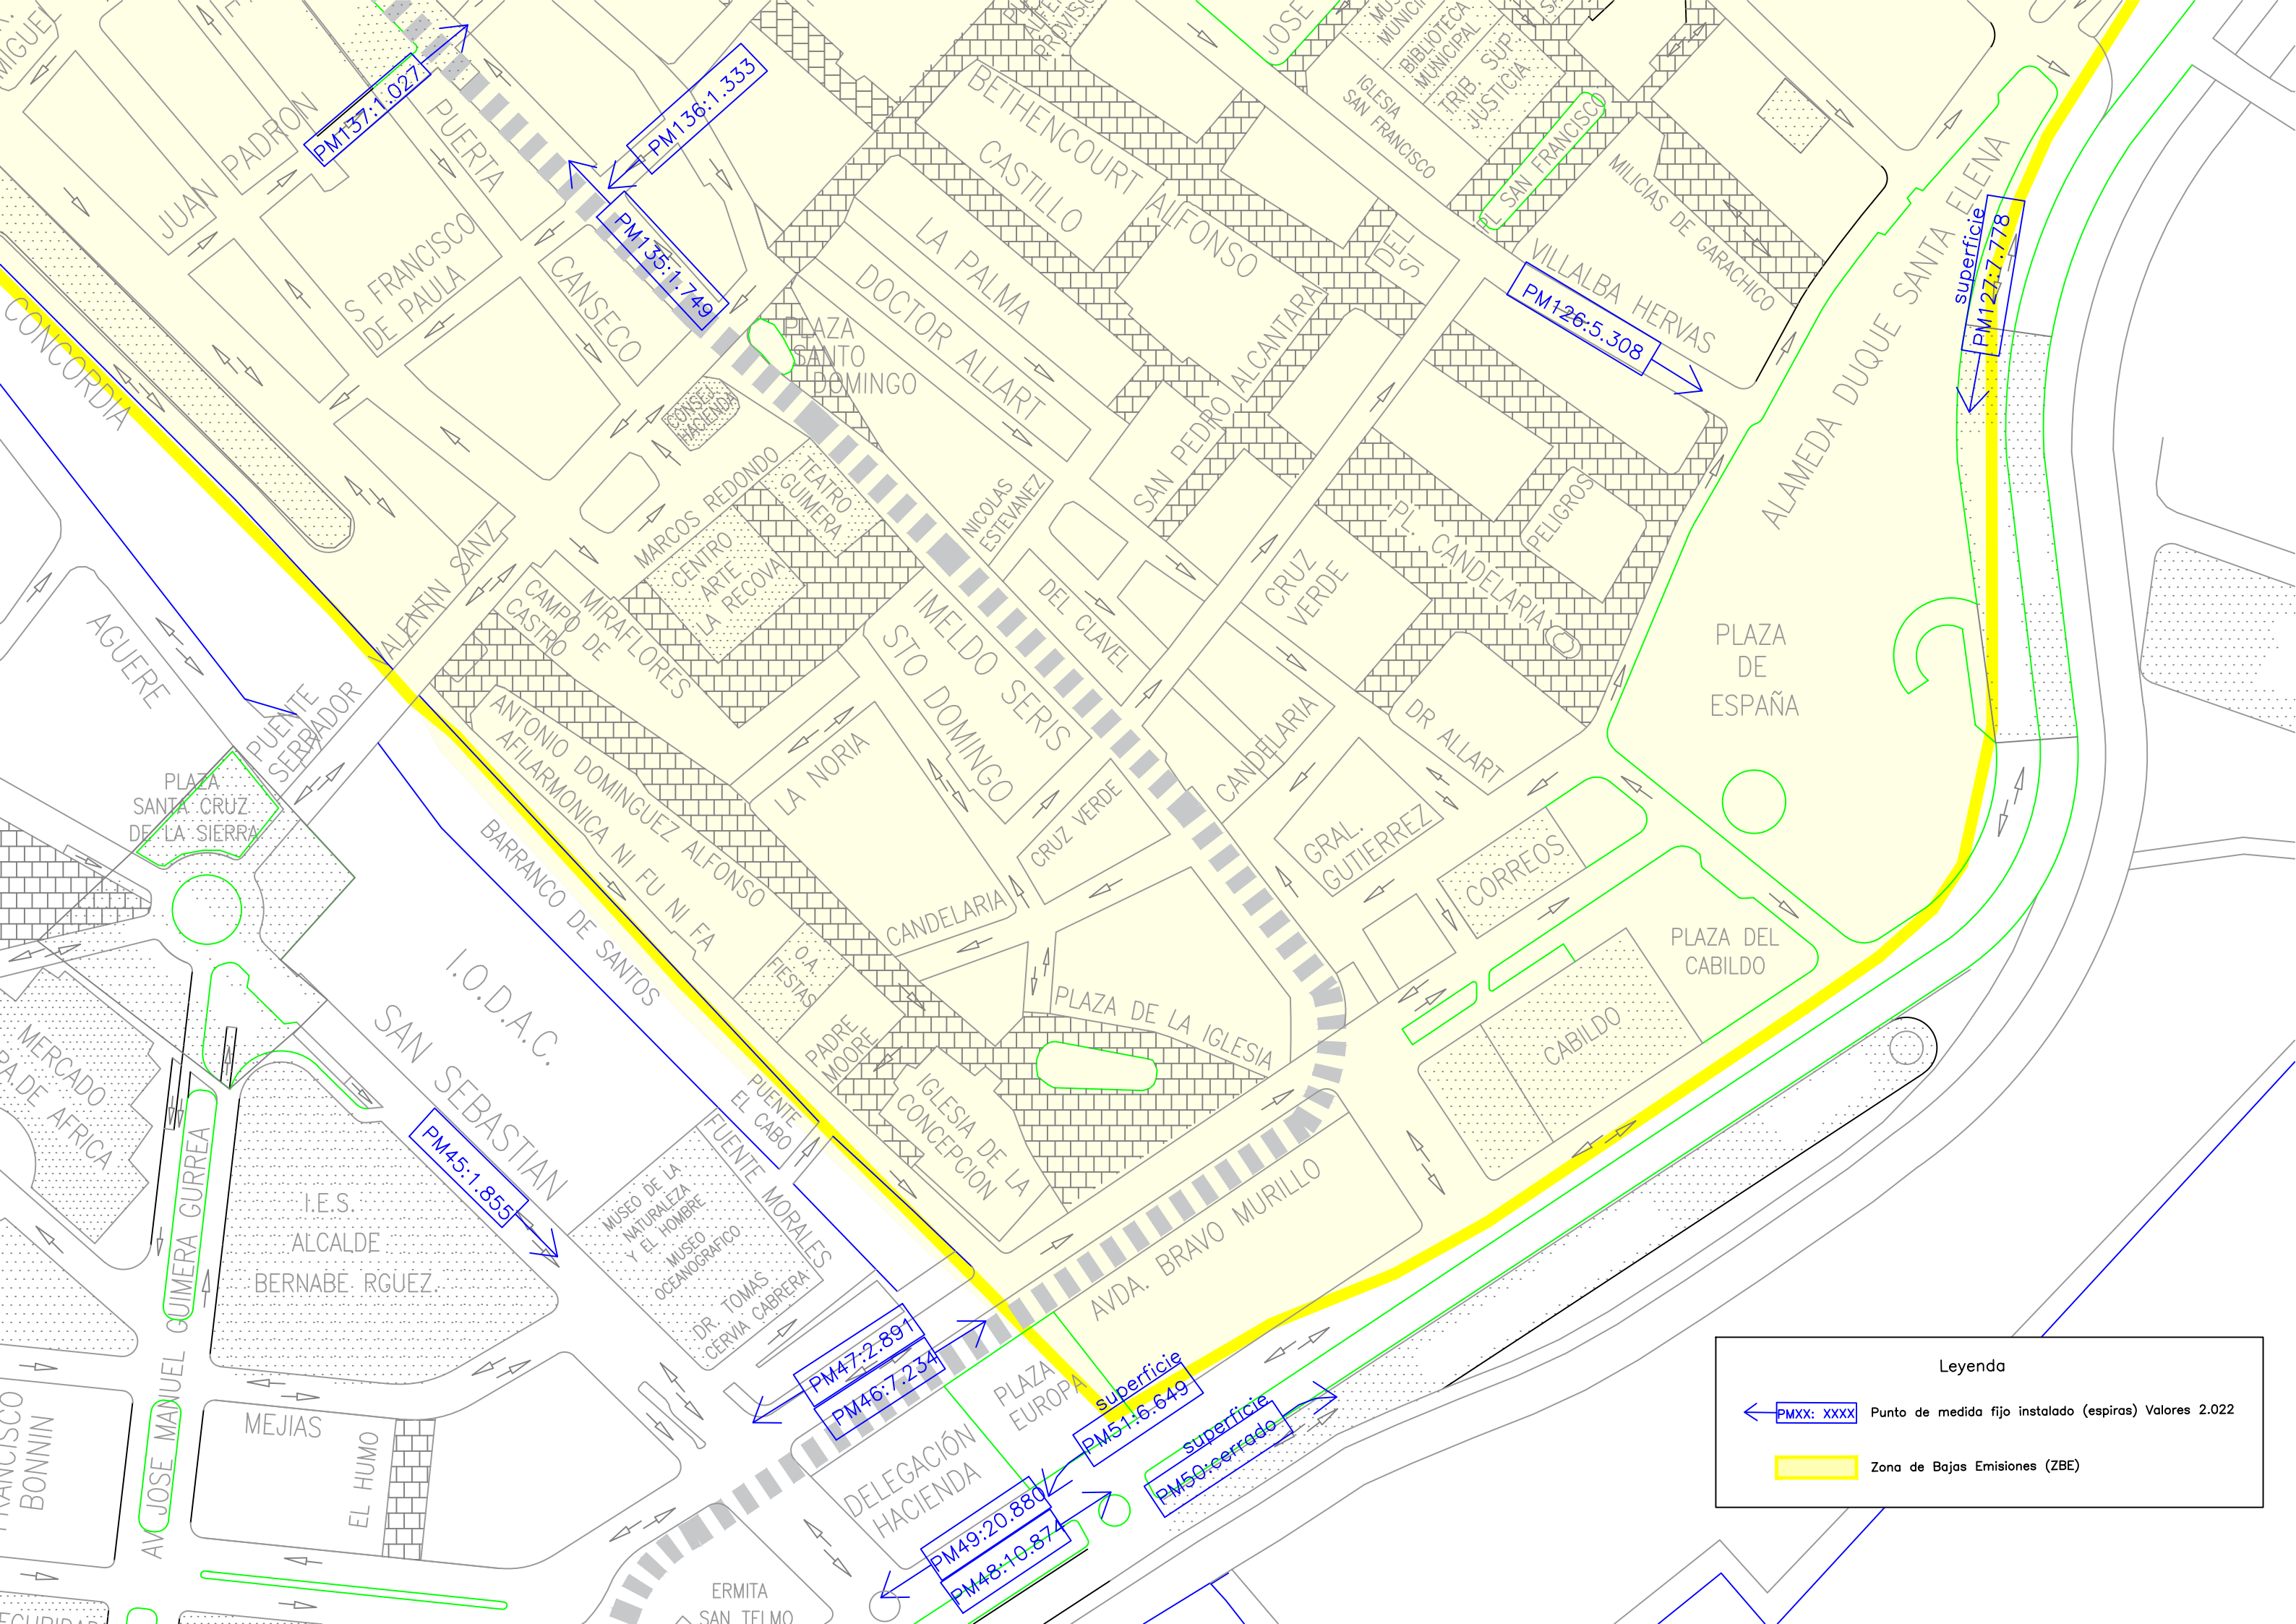 MIGUEL
JUAN PADRON
PM137:1.027
PUERTA
CANSECO
PM136:1.333
PM135:1.749
S FRANCISCO
DE PAULA
CONCORDIA
BETHENCOURT
ALFONSO
CASTILLO
LA PALMA
DOCTOR ALLART
PLAZA
SANTO
DOMINGO
JOSE
BIBLIOTECA
MUNICIPAL
TRIB. SUP.
JUSTICIA
IGLESIA
SAN FRANCISCO
PL. SAN FRANCISCO
MILICIAS DE GARACHICO
VILLALBA HERVAS
PM126:5.308
ALAMEDA DUQUE SANTA ELENA
superficie
PM127:7.778
CONSEJ.
HACIENDA
MARCOS REDONDO
TEATRO
GUIMERA
CENTRO
ARTE
LA RECOVA
NICOLAS
ESTEVANEZ
SAN PEDRO ALCANTARA
PL. CANDELARIA
PELIGROS
CRUZ
VERDE
DEL CLAVEL
VALENTIN SANZ
CAMPO DE
CASTRO
MIRAFLORES
IMELDO SERIS
STO DOMINGO
AGUERE
PUENTE
SERRADOR
PLAZA
DE
ESPAÑA
PLAZA
SANTA CRUZ
DE LA SIERRA
ANTONIO DOMINGUEZ ALFONSO
AFILARMONICA NI FU NI FA
LA NORIA
CRUZ VERDE
CANDELARIA
DR ALLART
GRAL.
GUTIERREZ
CORREOS
BARRANCO DE SANTOS
CANDELARIA
PLAZA DEL
CABILDO
CABILDO
I.O.D.A.C.
O.A.
FIESTAS
PADRE
MOORE
PLAZA DE LA IGLESIA
IGLESIA DE LA
CONCEPCION
SAN SEBASTIAN
MERCADO
DE AFRICA
PUENTE
EL CABO
FUENTE MORALES
PM45:1.855
MUSEO DE LA
NATURALEZA
Y EL HOMBRE
MUSEO
OCEANOGRAFICO
DR. TOMAS
CERVIA CABRERA
I.E.S.
ALCALDE
BERNABE RGUEZ.
AV JOSE MANUEL GUIMERA GURREA
AVDA. BRAVO MURILLO
PM47:2.891
PM46:7.234
PLAZA
EUROPA
superficie
PM51:6.649
superficie
PM50:cerrado
MEJIAS
EL HUMO
BONNIN
DELEGACIÓN
HACIENDA
PM49:20.880
PM48:10.874
ERMITA
SAN TELMO
Leyenda
PMXX: XXXX
Punto de medida fijo instalado (espiras) Valores 2.022
Zona de Bajas Emisiones (ZBE)